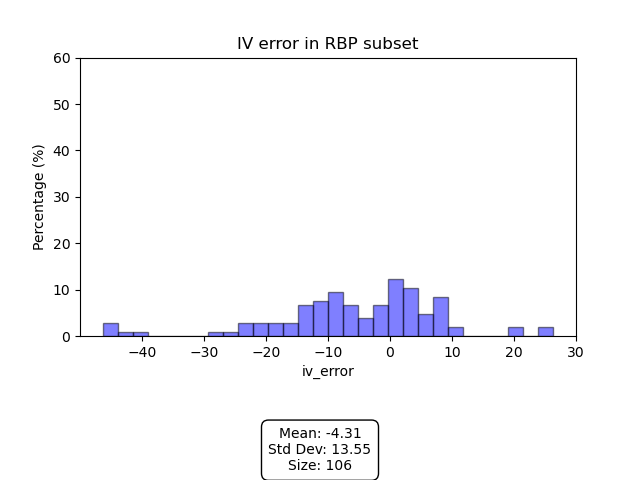 IV error in RBP subset
60
50
40
30
20
10
0
Percentage (%)
−40 −30 −20 −10 0 10 20 30
iv_error
Mean: -4.31
Std Dev: 13.55
Size: 106